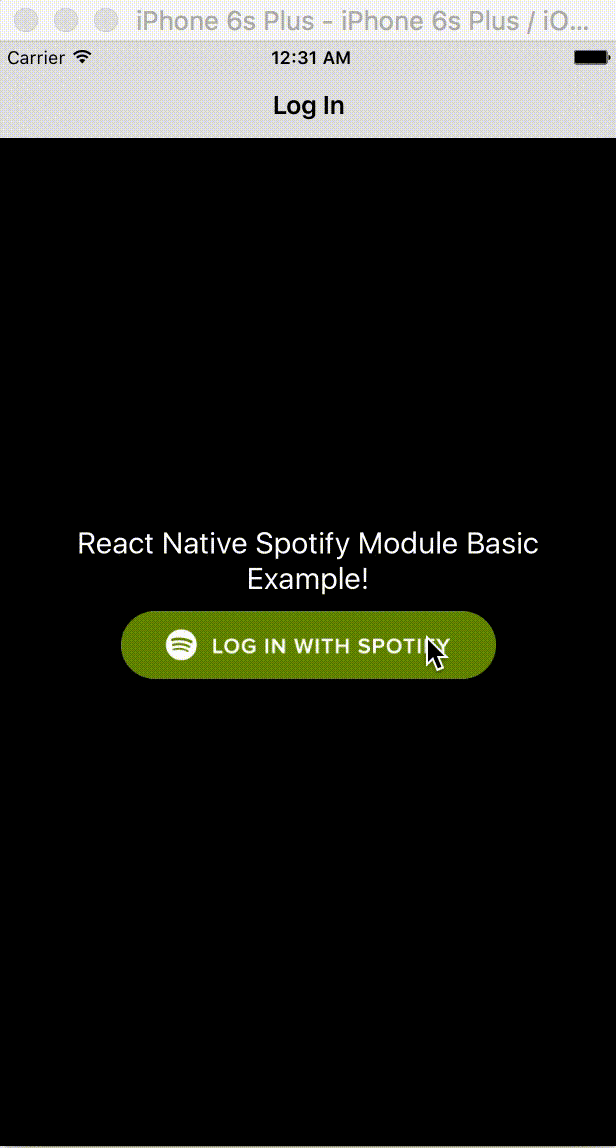 iPhone 6s Plus - iPhone 6s Plus / iO...
Carrier 12:31 AM
Log In
React Native Spotify Module Basic
Example!
LOG IN WITH SPOTIFY